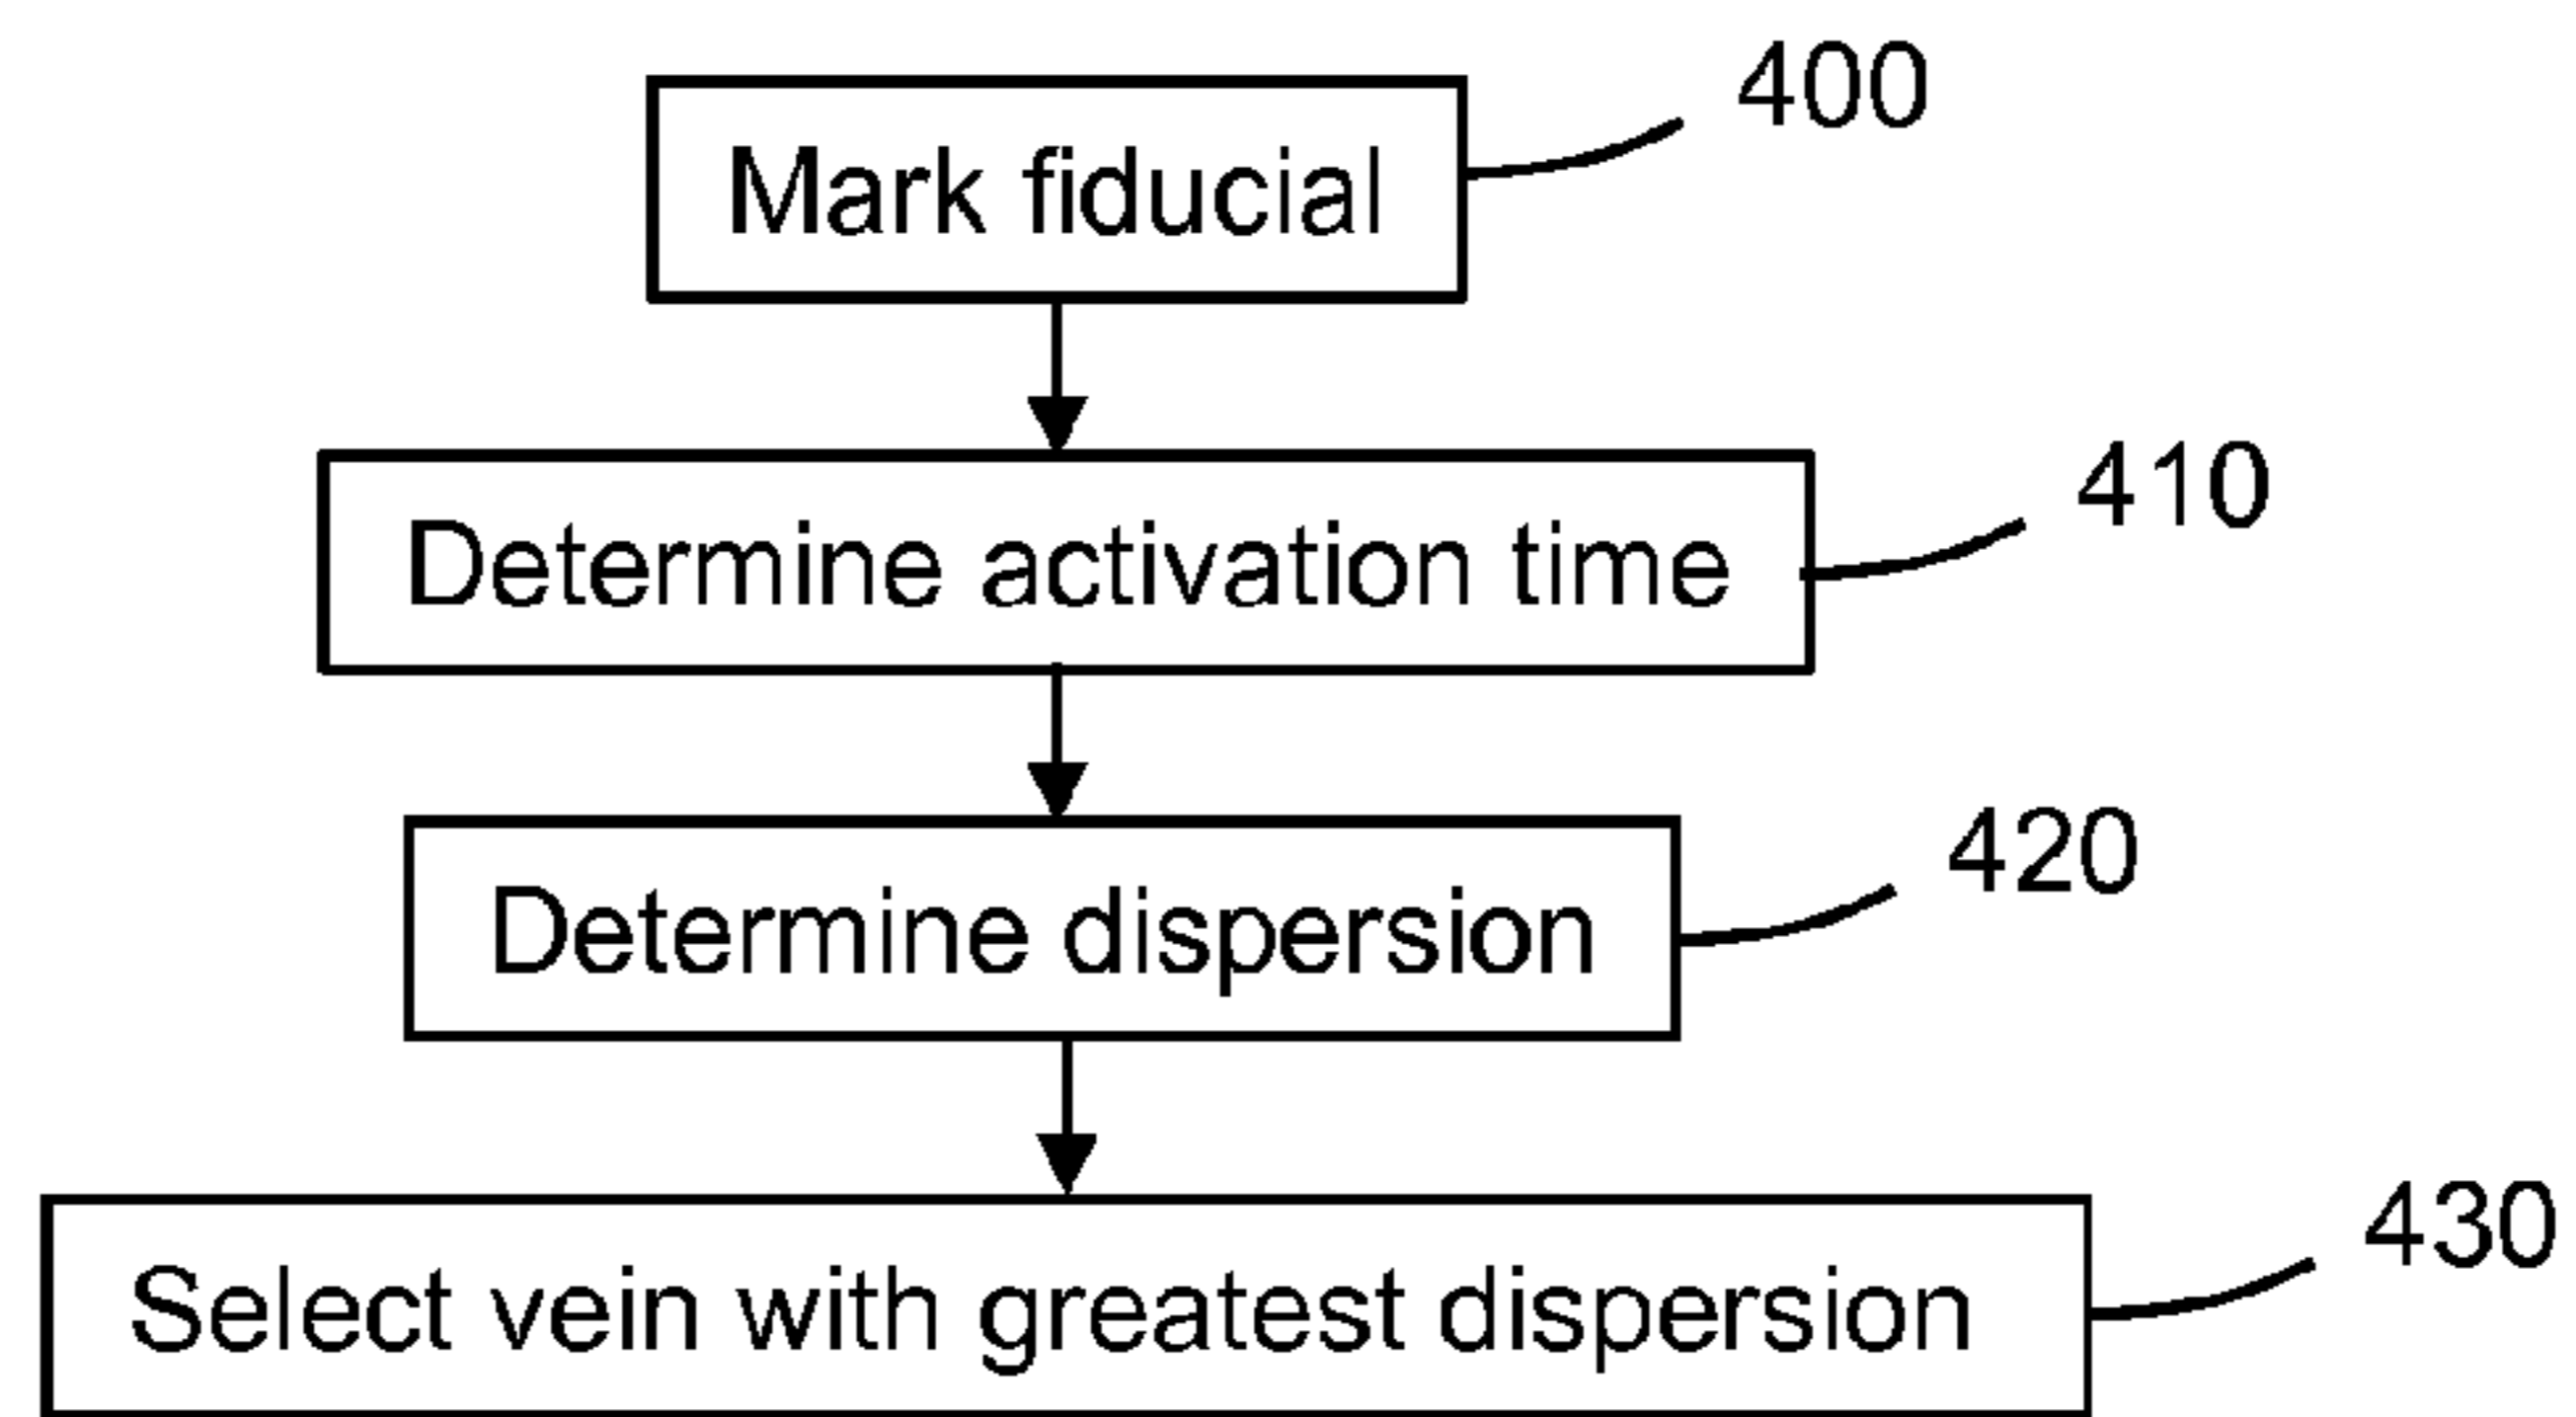 400
Mark fiducial
410
Determine activation time
420
Determine dispersion
430
Select vein with greatest dispersion